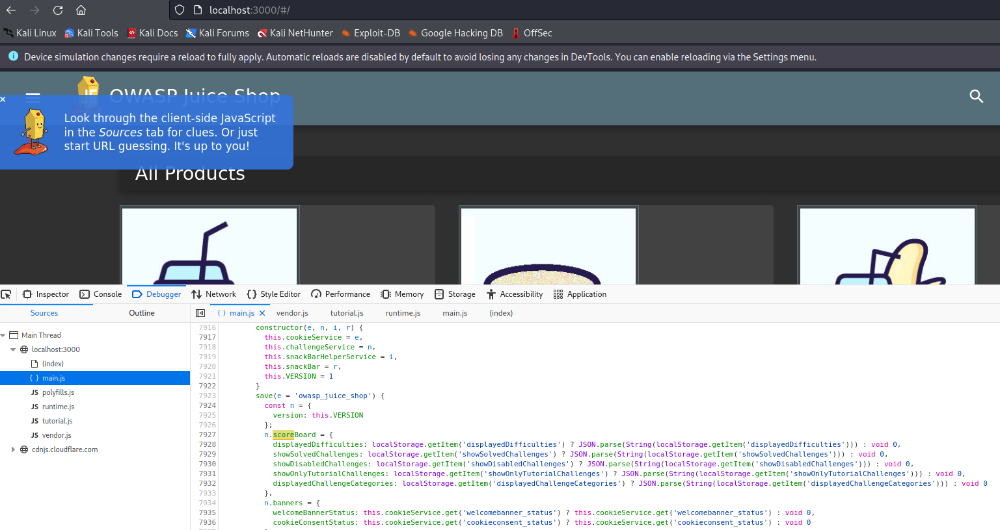 localhost:3000/#/
Kali Linux Kali Tools Kali Docs Kali Forums Kali NetHunter Exploit-DB Google Hacking DB OffSec
Device simulation changes require a reload to fully apply. Automatic reloads are disabled by default to avoid losing any changes in DevTools. You can enable reloading via the Settings menu.
OWASP Juice Shop
Look through the client-side JavaScript
in the Sources tab for clues. Or just
start URL guessing. It's up to you!
All Products
Inspector Console Debugger Network Style Editor Performance Memory Storage Accessibility Application
Sources Outline { } main.js vendor.js tutorial.js runtime.js main.js (index)
Main Thread
localhost:3000
(index)
{ } main.js
JS polyfills.js
JS runtime.js
JS tutorial.js
JS vendor.js
cdnjs.cloudflare.com
7916 constructor(e, n, i, r) {
7917 this.cookieService = e,
7918 this.challengeService = n,
7919 this.snackBarHelperService = i,
7920 this.snackBar = r,
7921 this.VERSION = 1
7922 }
7923 save(e = 'owasp_juice_shop') {
7924 const n = {
7925 version: this.VERSION
7926 };
7927 n.scoreBoard = {
7928 displayedDifficulties: localStorage.getItem('displayedDifficulties') ? JSON.parse(String(localStorage.getItem('displayedDifficulties'))) : void 0,
7929 showSolvedChallenges: localStorage.getItem('showSolvedChallenges') ? JSON.parse(String(localStorage.getItem('showSolvedChallenges'))) : void 0,
7930 showDisabledChallenges: localStorage.getItem('showDisabledChallenges') ? JSON.parse(String(localStorage.getItem('showDisabledChallenges'))) : void 0,
7931 showOnlyTutorialChallenges: localStorage.getItem('showOnlyTutorialChallenges') ? JSON.parse(String(localStorage.getItem('showOnlyTutorialChallenges'))) : void 0,
7932 displayedChallengeCategories: localStorage.getItem('displayedChallengeCategories') ? JSON.parse(String(localStorage.getItem('displayedChallengeCategories'))) : void 0
7933 },
7934 n.banners = {
7935 welcomeBannerStatus: this.cookieService.get('welcomebanner_status') ? this.cookieService.get('welcomebanner_status') : void 0,
7936 cookieConsentStatus: this.cookieService.get('cookieconsent_status') ? this.cookieService.get('cookieconsent_status') : void 0